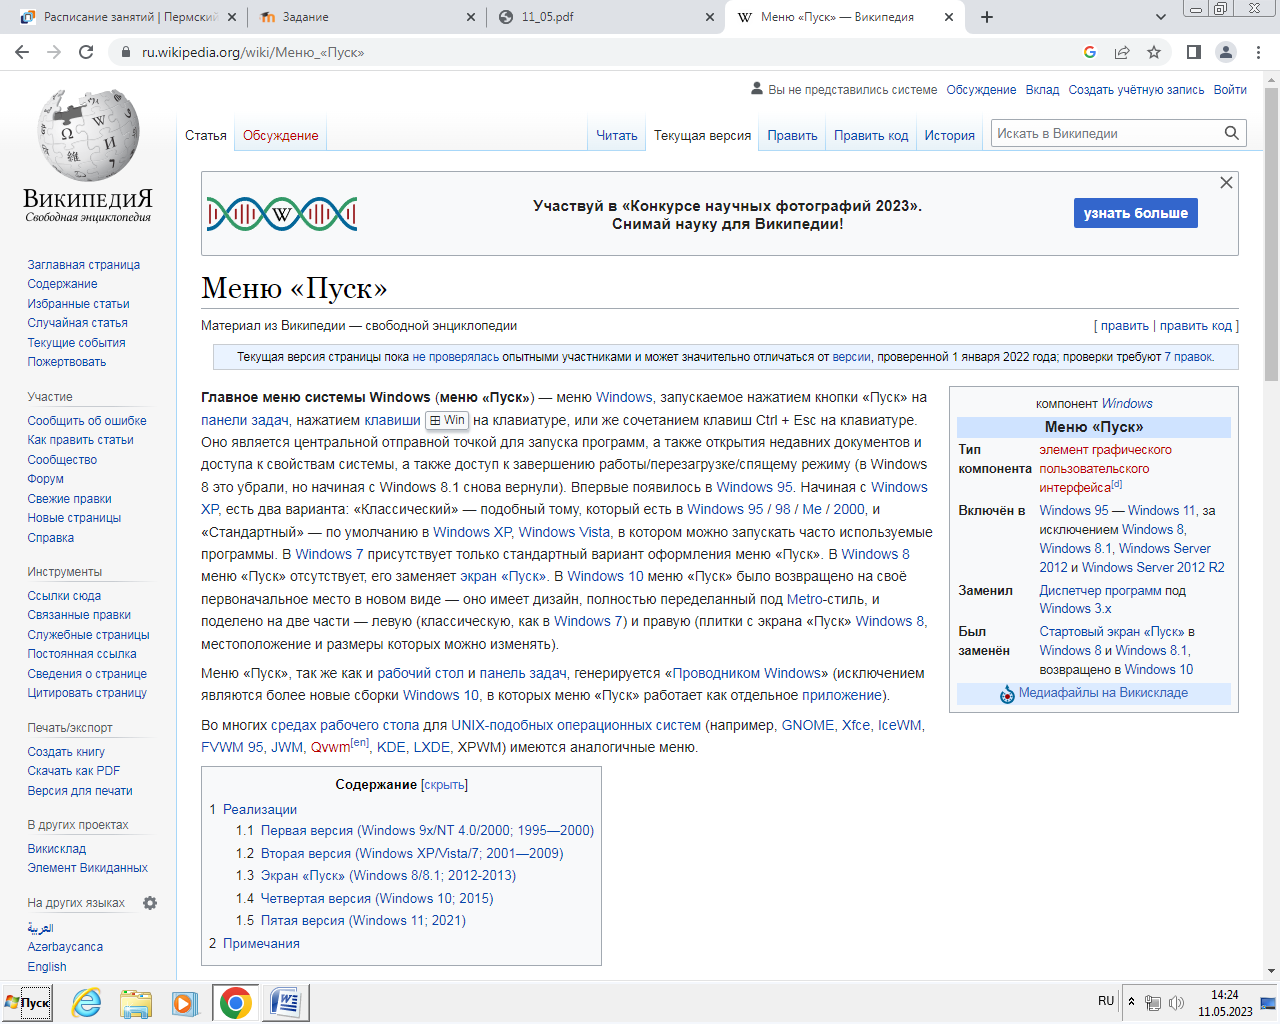 Расписание занятий | Пермский
Задание
11_05.pdf
Меню «Пуск» — Википедия
ru.wikipedia.org/wiki/Меню_«Пуск»
Вы не представились системе Обсуждение Вклад Создать учётную запись Войти
Статья Обсуждение Читать Текущая версия Править Править код История Искать в Википедии
ВикипедиЯ
Свободная энциклопедия
Заглавная страница
Содержание
Избранные статьи
Случайная статья
Текущие события
Пожертвовать
Участие
Сообщить об ошибке
Как править статьи
Сообщество
Форум
Свежие правки
Новые страницы
Справка
Инструменты
Ссылки сюда
Связанные правки
Служебные страницы
Постоянная ссылка
Сведения о странице
Цитировать страницу
Печать/экспорт
Создать книгу
Скачать как PDF
Версия для печати
В других проектах
Викисклад
Элемент Викиданных
На других языках
العربية
Azərbaycanca
English
Участвуй в «Конкурсе научных фотографий 2023».
Снимай науку для Википедии!
узнать больше
Меню «Пуск»
Материал из Википедии — свободной энциклопедии
[ править | править код ]
Текущая версия страницы пока не проверялась опытными участниками и может значительно отличаться от версии, проверенной 1 января 2022 года; проверки требуют 7 правок.
Главное меню системы Windows (меню «Пуск») — меню Windows, запускаемое нажатием кнопки «Пуск» на
панели задач, нажатием клавиши ⊞ Win на клавиатуре, или же сочетанием клавиш Ctrl + Esc на клавиатуре.
Оно является центральной отправной точкой для запуска программ, а также открытия недавних документов и
доступа к свойствам системы, а также доступ к завершению работы/перезагрузке/спящему режиму (в Windows
8 это убрали, но начиная с Windows 8.1 снова вернули). Впервые появилось в Windows 95. Начиная с Windows
XP, есть два варианта: «Классический» — подобный тому, который есть в Windows 95 / 98 / Me / 2000, и
«Стандартный» — по умолчанию в Windows XP, Windows Vista, в котором можно запускать часто используемые
программы. В Windows 7 присутствует только стандартный вариант оформления меню «Пуск». В Windows 8
меню «Пуск» отсутствует, его заменяет экран «Пуск». В Windows 10 меню «Пуск» было возвращено на своё
первоначальное место в новом виде — оно имеет дизайн, полностью переделанный под Metro-стиль, и
поделено на две части — левую (классическую, как в Windows 7) и правую (плитки с экрана «Пуск» Windows 8,
местоположение и размеры которых можно изменять).
Меню «Пуск», так же как и рабочий стол и панель задач, генерируется «Проводником Windows» (исключением
являются более новые сборки Windows 10, в которых меню «Пуск» работает как отдельное приложение).
Во многих средах рабочего стола для UNIX-подобных операционных систем (например, GNOME, Xfce, IceWM,
FVWM 95, JWM, Qvwm[en], KDE, LXDE, XPWM) имеются аналогичные меню.
компонент Windows
Меню «Пуск»
Тип элемент графического
компонента пользовательского
интерфейса[d]
Включён в Windows 95 — Windows 11, за
исключением Windows 8,
Windows 8.1, Windows Server
2012 и Windows Server 2012 R2
Заменил Диспетчер программ под
Windows 3.x
Был Стартовый экран «Пуск» в
заменён Windows 8 и Windows 8.1,
возвращено в Windows 10
Медиафайлы на Викискладе
Содержание [скрыть]
1 Реализации
1.1 Первая версия (Windows 9x/NT 4.0/2000; 1995—2000)
1.2 Вторая версия (Windows XP/Vista/7; 2001—2009)
1.3 Экран «Пуск» (Windows 8/8.1; 2012-2013)
1.4 Четвертая версия (Windows 10; 2015)
1.5 Пятая версия (Windows 11; 2021)
2 Примечания
Пуск
RU
14:24
11.05.2023